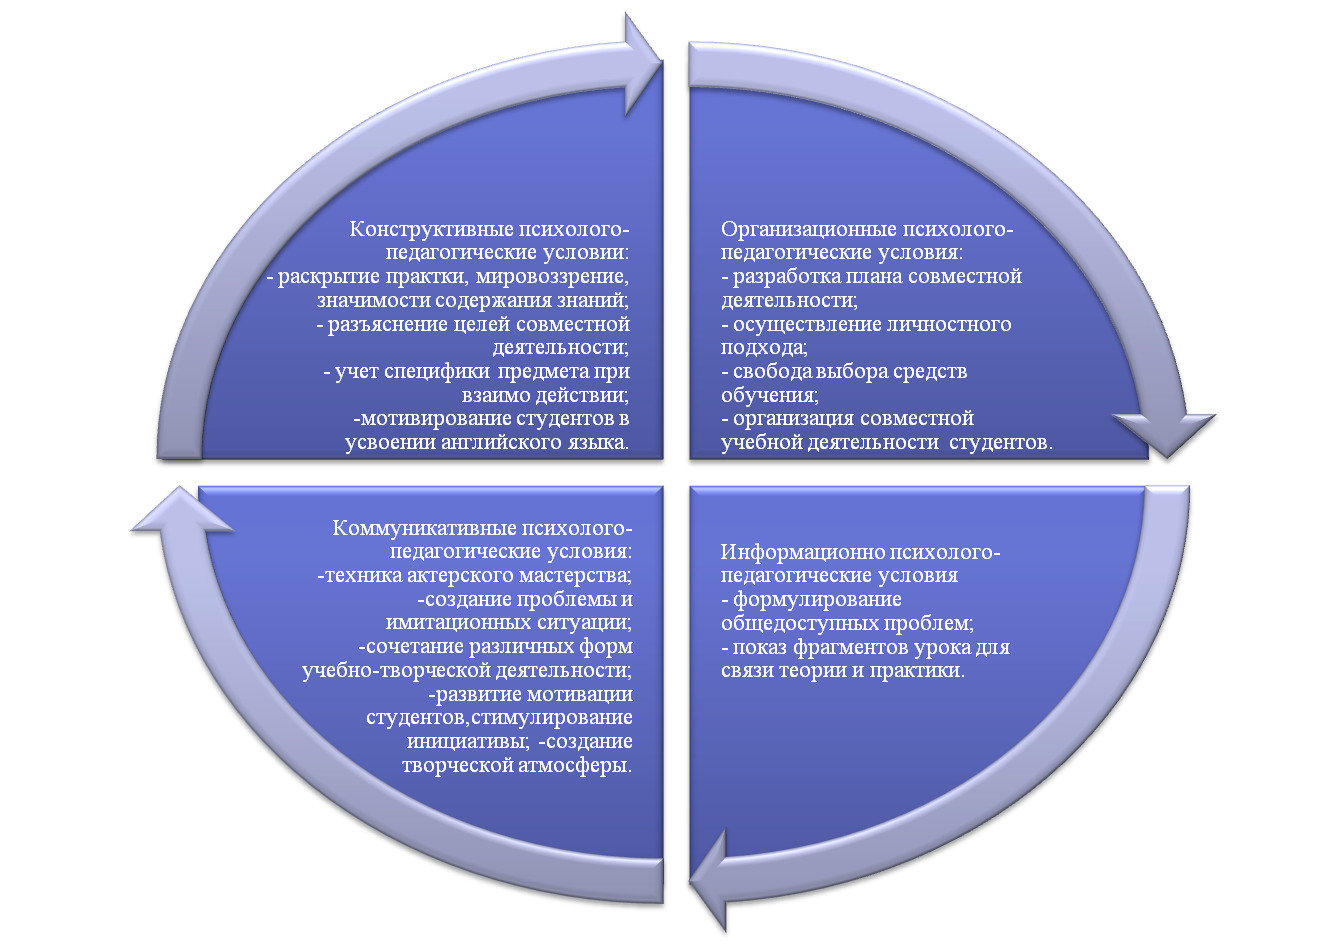 Конструктивные психолого-
педагогические условии:
- раскрытие практки, мировоззрение,
значимости содержания знаний;
- разъяснение целей совместной
деятельности;
- учет специфики предмета при
взаимо действии;
-мотивирование студентов в
усвоении английского языка.
Организационные психолого-
педагогические условия:
- разработка плана совместной
деятельности;
- осуществление личностного
подхода;
- свобода выбора средств
обучения;
- организация совместной
учебной деятельности студентов.
Коммуникативные психолого-
педагогические условия:
-техника актерского мастерства;
-создание проблемы и
имитационных ситуации;
-сочетание различных форм
учебно-творческой деятельности;
-развитие мотивации
студентов,стимулирование
инициативы; -создание
творческой атмосферы.
Информационно психолого-
педагогические условия
- формулирование
общедоступных проблем;
- показ фрагментов урока для
связи теории и практики.